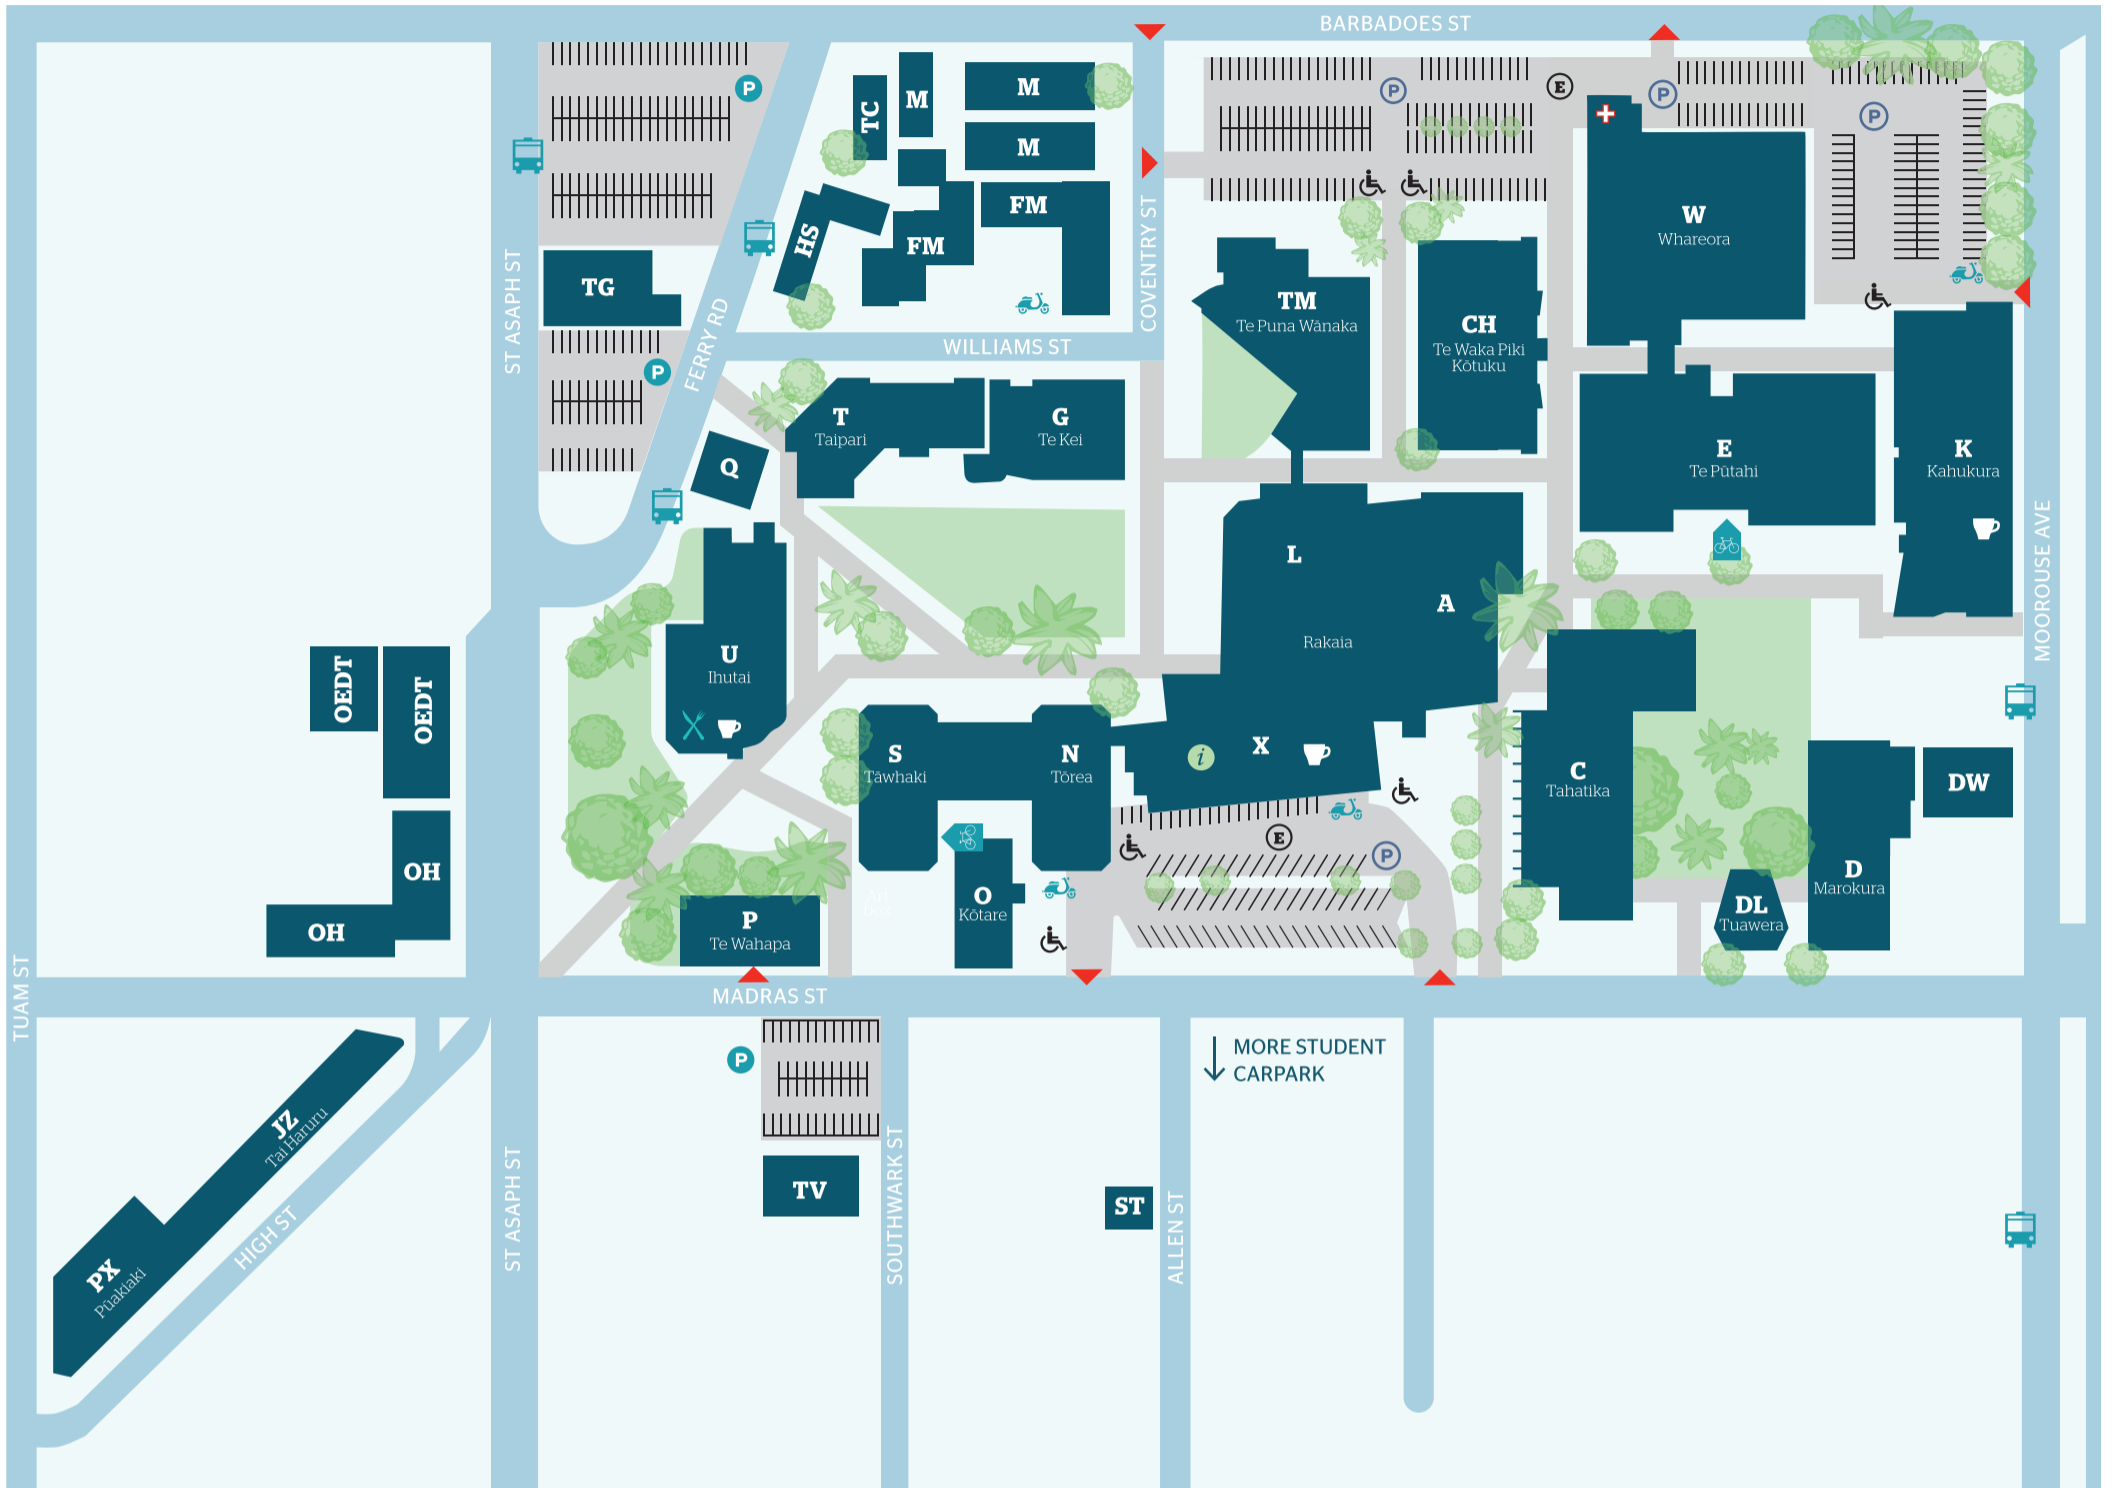 BARBADOES ST
P
M
M
TC
E
P
P
P
M
W
Whareora
FM
HS
FM
COVENTRY ST
ST ASAPH ST
TG
FERRY RD
TM
Te Puna Wānaka
CH
Te Waka Piki
Kōtuku
WILLIAMS ST
P
T
Taipari
G
Te Kei
Q
E
Te Pūtahi
K
Kahukura
MOOROUSE AVE
L
A
Rakaia
U
Ihutai
OEDT
OEDT
S
Tāwhaki
N
Tōrea
i
X
C
Tahatika
DW
OH
OH
E
P
O
Kōtare
P
Te Wahapa
D
Marokura
DL
Tuawera
TUAM ST
MADRAS ST
MORE STUDENT
CARPARK
P
JZ
Tai Haruru
PX
Pūakiaki
HIGH ST
ST ASAPH ST
TV
SOUTHWARK ST
ST
ALLEN ST